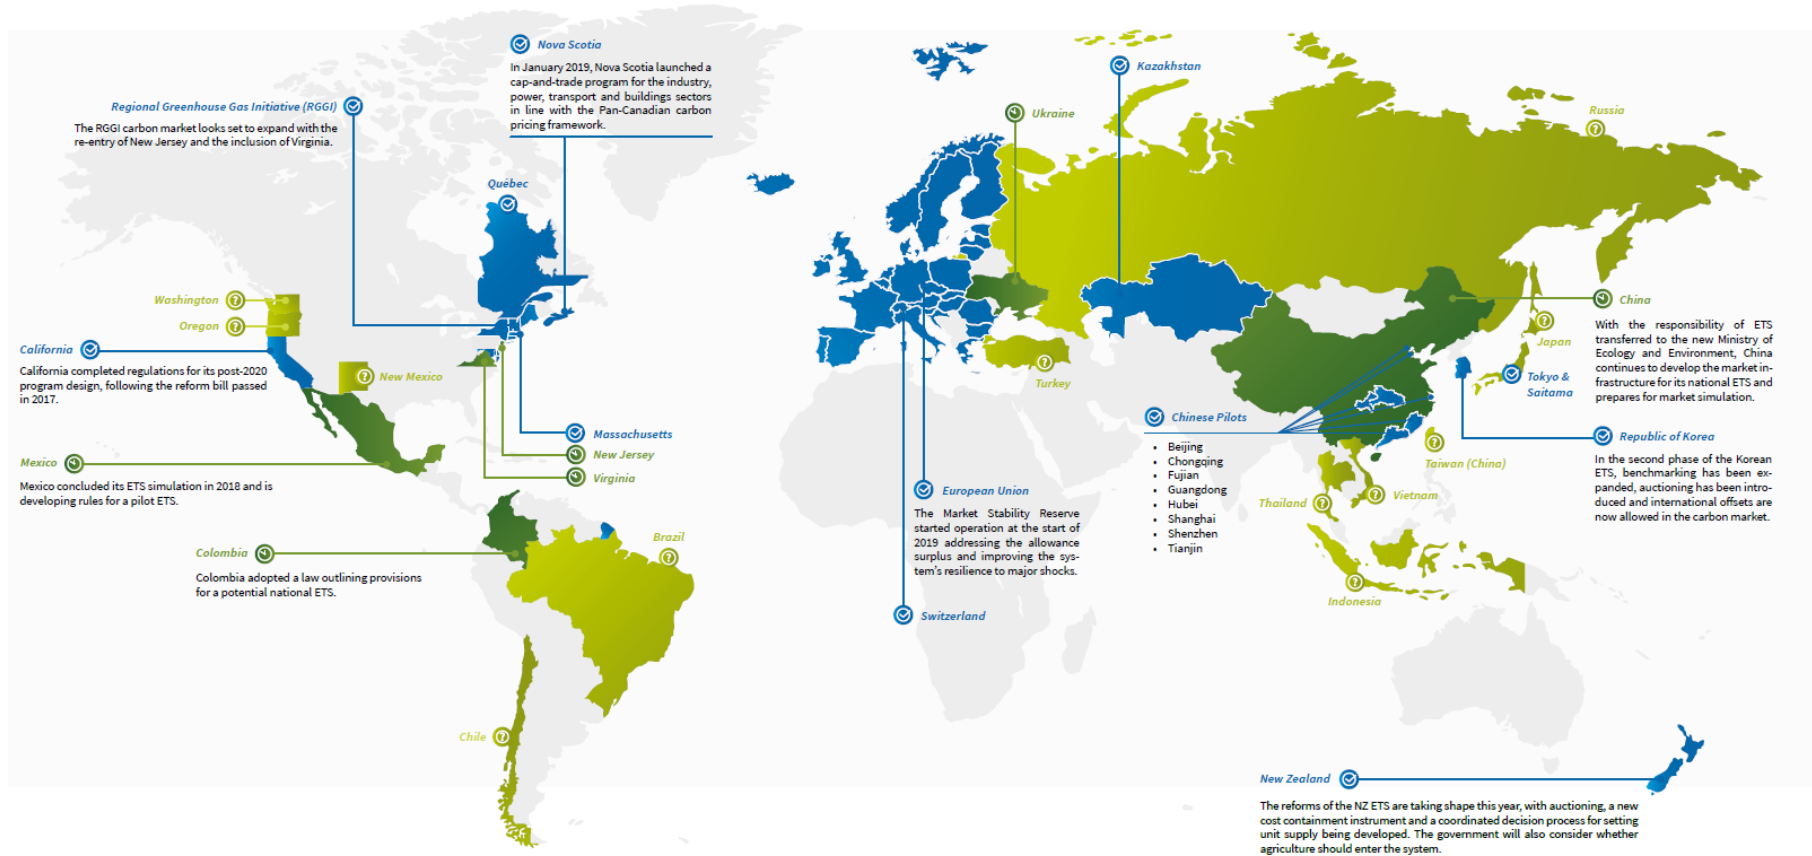 Nova Scotia
In January 2019, Nova Scotia launched a
cap-and-trade program for the industry,
power, transport and buildings sectors
in line with the Pan-Canadian carbon
pricing framework.
Regional Greenhouse Gas Initiative (RGGI)
The RGGI carbon market looks set to expand with the
re-entry of New Jersey and the inclusion of Virginia.
Québec
Washington
Oregon
California
California completed regulations for its post-2020
program design, following the reform bill passed
in 2017.
New Mexico
Mexico
Mexico concluded its ETS simulation in 2018 and is
developing rules for a pilot ETS.
Massachusetts
New Jersey
Virginia
Colombia
Colombia adopted a law outlining provisions
for a potential national ETS.
Brazil
Chile
Kazakhstan
Ukraine
Russia
Turkey
European Union
The Market Stability Reserve
started operation at the start of
2019 addressing the allowance
surplus and improving the sys-
tem's resilience to major shocks.
Switzerland
Chinese Pilots
• Beijing
• Chongqing
• Fujian
• Guangdong
• Hubei
• Shanghai
• Shenzhen
• Tianjin
China
With the responsibility of ETS
transferred to the new Ministry of
Ecology and Environment, China
continues to develop the market in-
frastructure for its national ETS and
prepares for market simulation.
Japan
Tokyo &
Saitama
Republic of Korea
In the second phase of the Korean
ETS, benchmarking has been ex-
panded, auctioning has been intro-
duced and international offsets are
now allowed in the carbon market.
Taiwan (China)
Vietnam
Thailand
Indonesia
New Zealand
The reforms of the NZ ETS are taking shape this year, with auctioning, a new
cost containment instrument and a coordinated decision process for setting
unit supply being developed. The government will also consider whether
agriculture should enter the system.